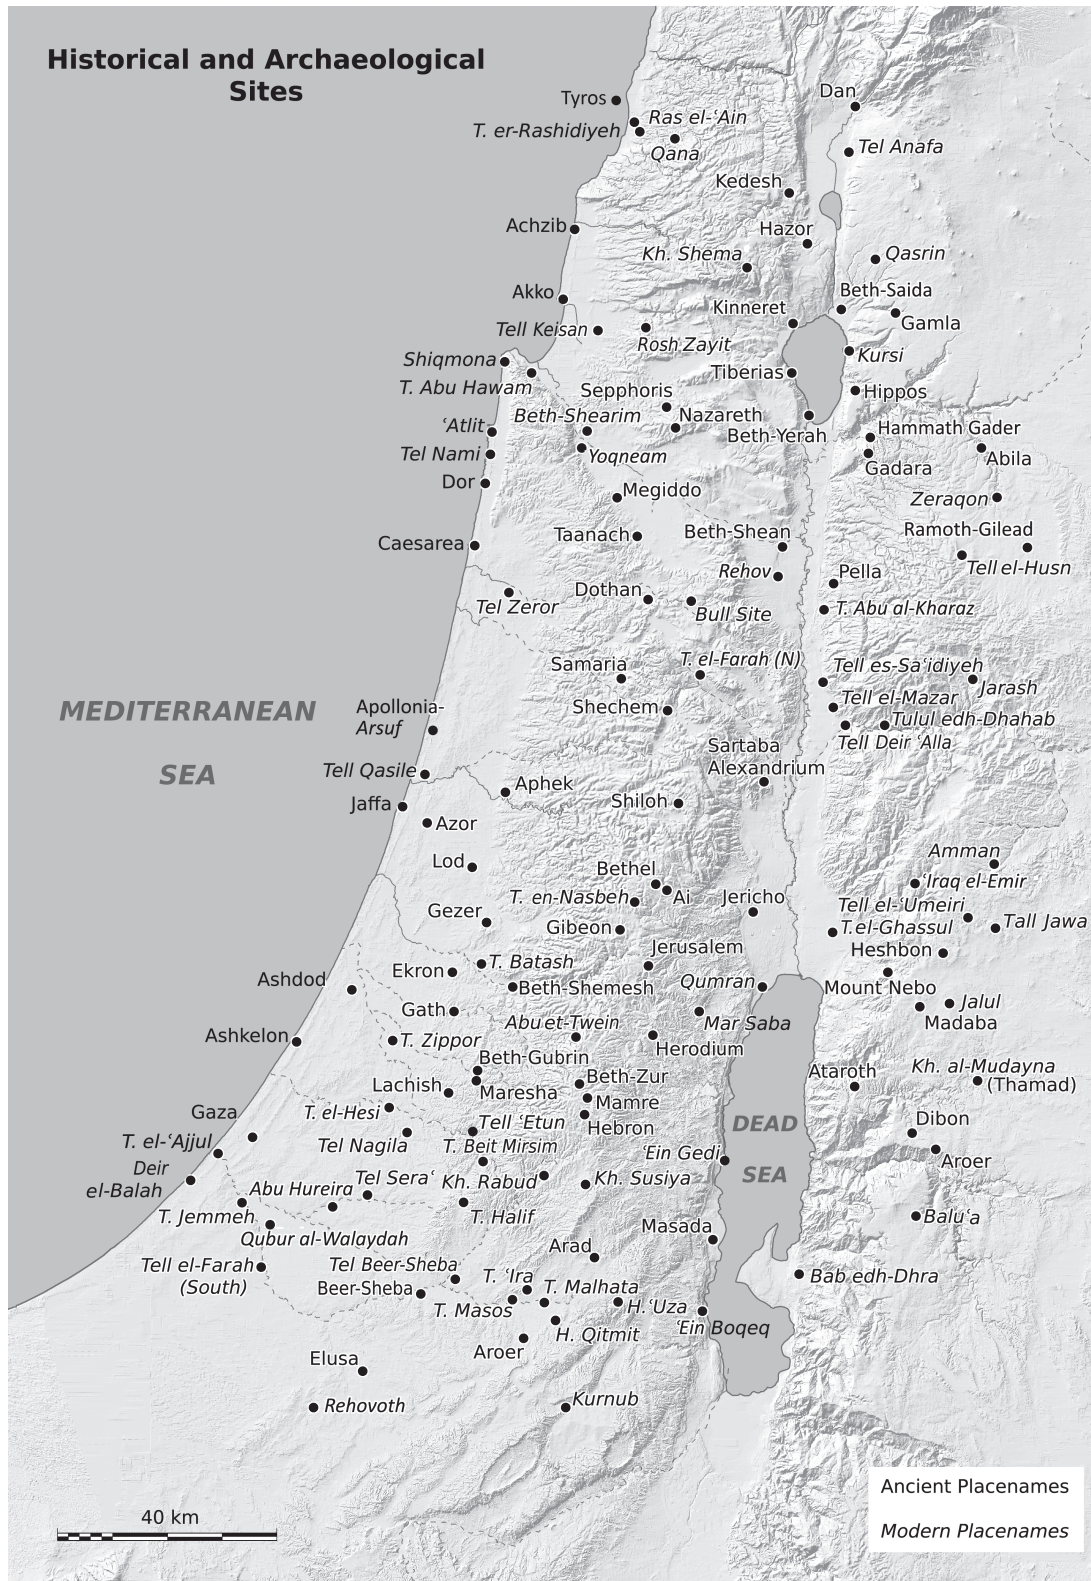 Historical and Archaeological
Sites
Tyros
Dan
Ras el-ʿAin
T. er-Rashidiyeh
Qana
Tel Anafa
Kedesh
Achzib
Hazor
Kh. Shema
Qasrin
Akko
Beth-Saida
Kinneret
Gamla
Tell Keisan
Rosh Zayit
Kursi
Shiqmona
T. Abu Hawam
Tiberias
Sepphoris
Hippos
Beth-Shearim
Nazareth
ʿAtlit
Beth-Yerah
Hammath Gader
Tel Nami
Yoqneam
Gadara
Abila
Dor
Megiddo
Zeraqon
Caesarea
Taanach
Beth-Shean
Ramoth-Gilead
Rehov
Tell el-Husn
Pella
Tel Zeror
Dothan
Bull Site
T. Abu al-Kharaz
Samaria
T. el-Farah (N)
Tell es-Saʿidiyeh
Jarash
Tell el-Mazar
Shechem
Tulul edh-Dhahab
Tell Deir ʿAlla
MEDITERRANEAN
SEA
Apollonia-
Arsuf
Sartaba
Alexandrium
Tell Qasile
Aphek
Jaffa
Shiloh
Azor
Lod
Bethel
Amman
ʿIraq el-Emir
T. en-Nasbeh
Ai
Jericho
Tell el-ʿUmeiri
Gezer
Gibeon
T.el-Ghassul
Tall Jawa
Jerusalem
Heshbon
Ekron
T. Batash
Ashdod
Beth-Shemesh
Qumran
Mount Nebo
Gath
Abu et-Twein
Mar Saba
Jalul
Madaba
Ashkelon
T. Zippor
Herodium
Beth-Gubrin
Lachish
Maresha
Beth-Zur
Ataroth
Kh. al-Mudayna
(Thamad)
Mamre
Gaza
T. el-Hesi
Hebron
DEAD
SEA
Dibon
T. el-ʿAjjul
Tel Nagila
Tell ʿEtun
T. Beit Mirsim
ʿEin Gedi
Aroer
Deir
el-Balah
Abu Hureira
Tel Seraʿ
Kh. Rabud
Kh. Susiya
T. Jemmeh
T. Halif
Baluʿa
Qubur al-Walaydah
Masada
Tell el-Farah
(South)
Tel Beer-Sheba
Beer-Sheba
Arad
Bab edh-Dhra
T. ʿIra
T. Malhata
T. Masos
H. ʿUza
ʿEin Boqeq
H. Qitmit
Aroer
Elusa
Rehovoth
Kurnub
Ancient Placenames
Modern Placenames
40 km